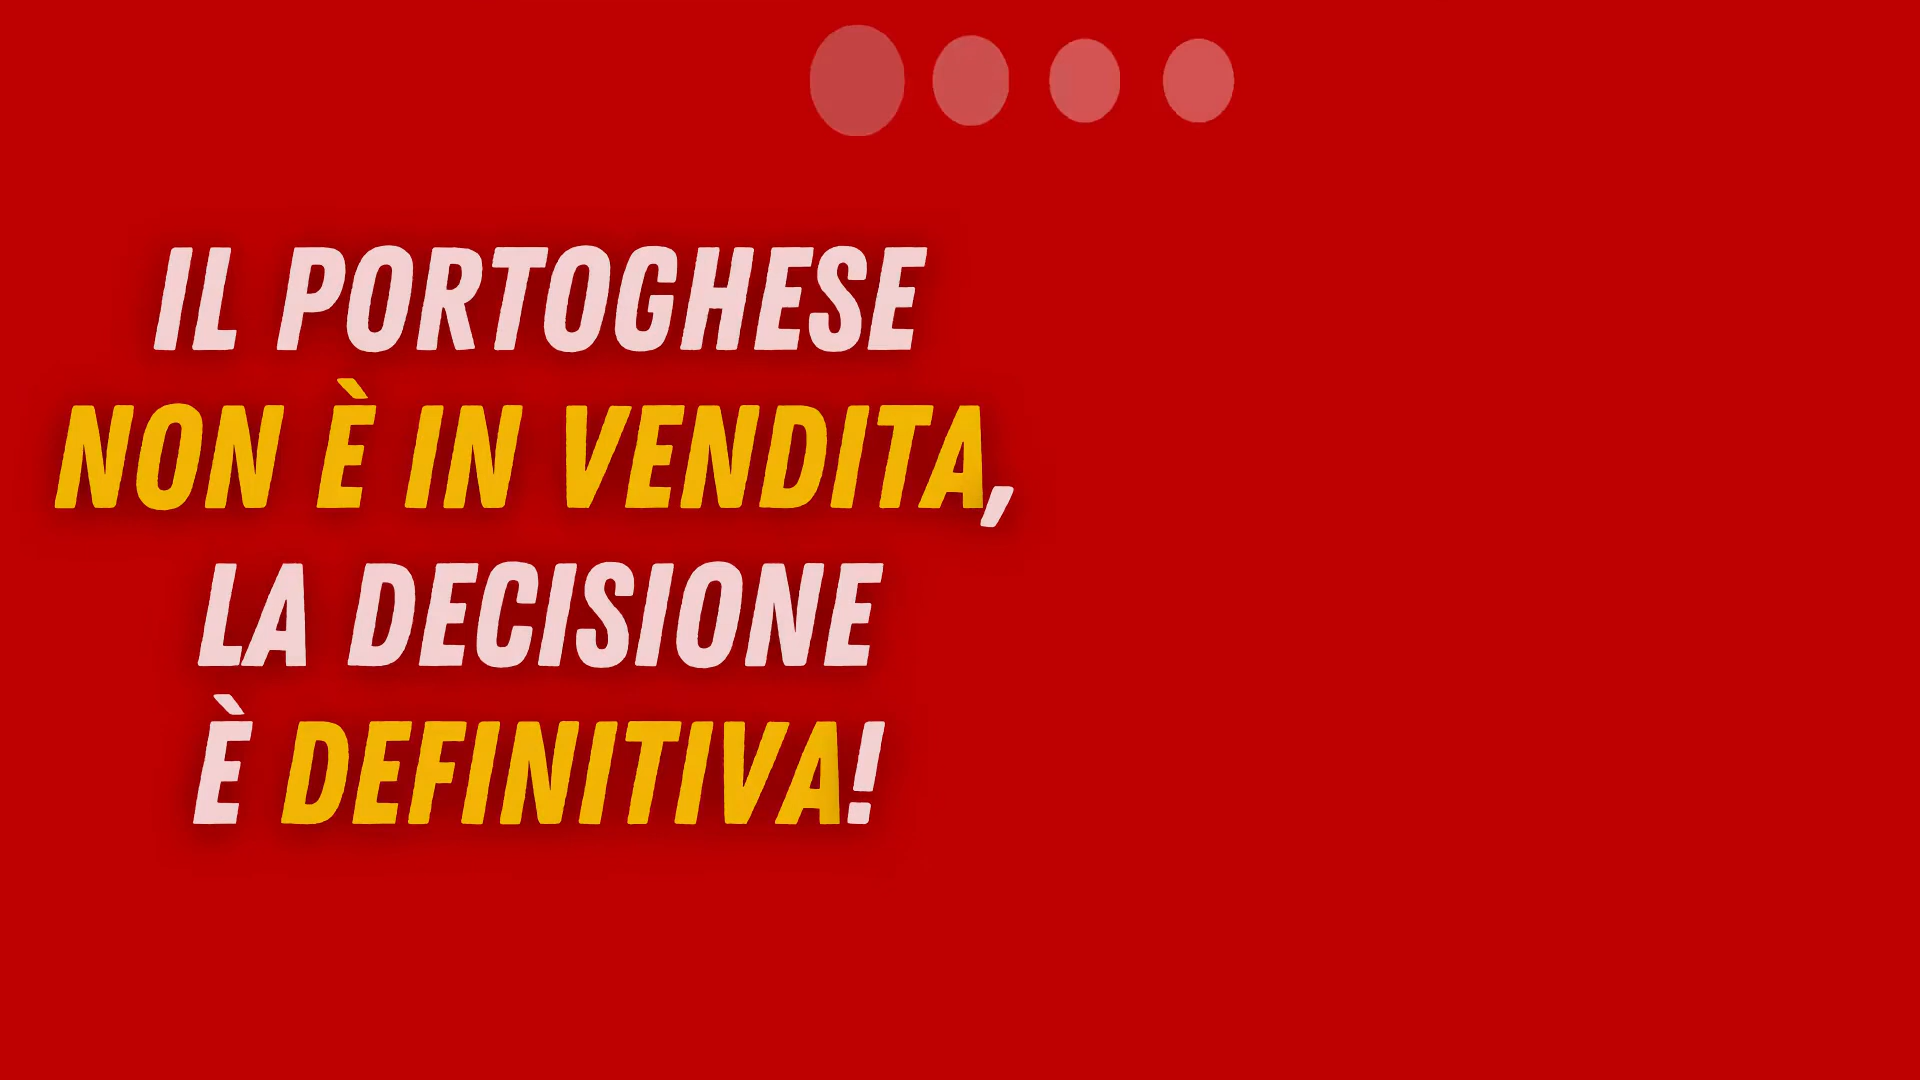 IL PORTOGHESE
NON È IN VENDITA,
LA DECISIONE
È DEFINITIVA!